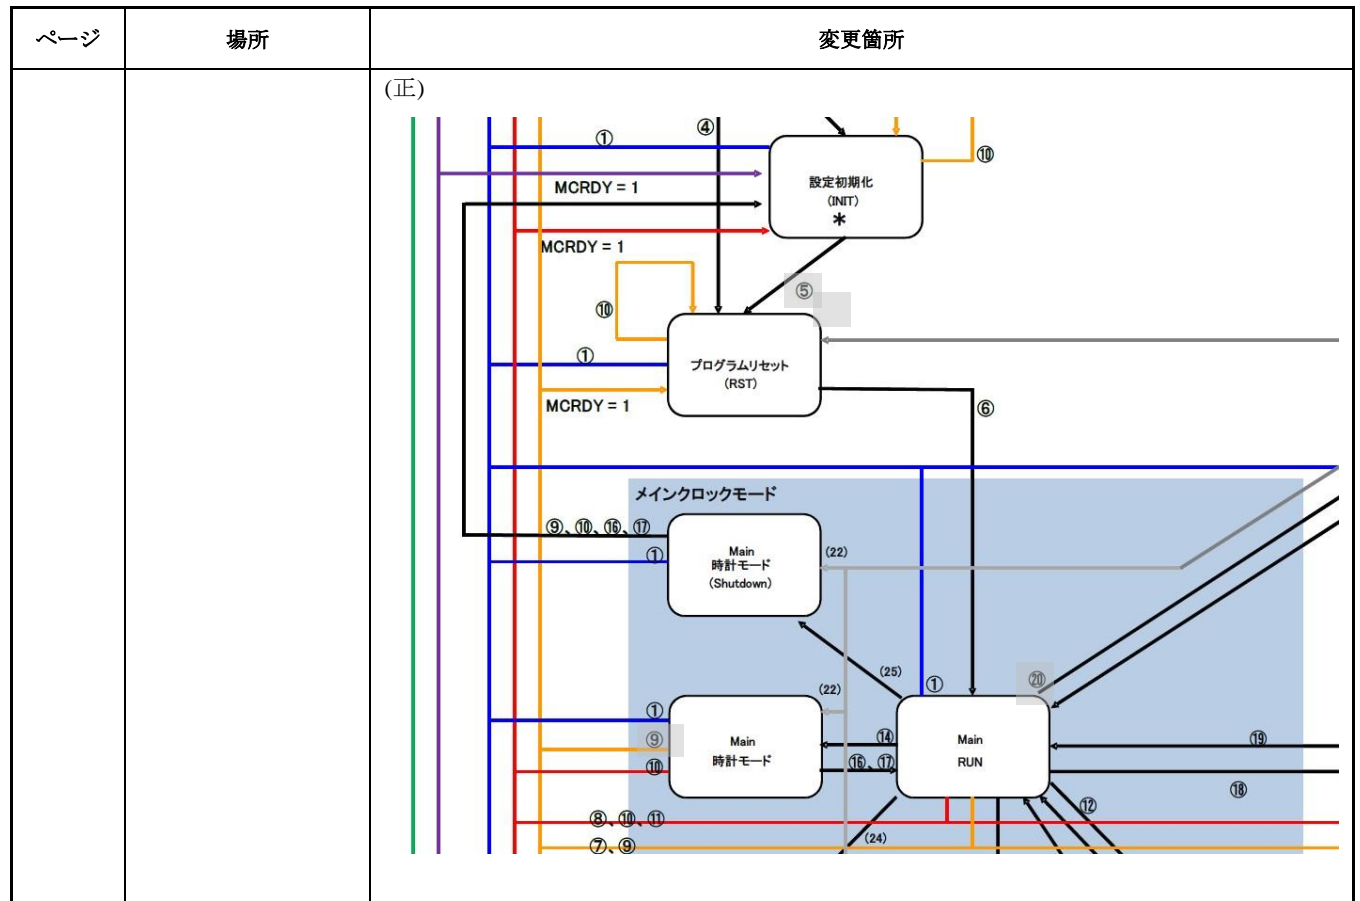 ページ
場所
変更箇所
(正)
④
①
⑩
設定初期化
(INIT)
*
MCRDY = 1
MCRDY = 1
⑤
⑩
①
プログラムリセット
(RST)
MCRDY = 1
⑥
メインクロックモード
⑨、⑩、⑯、⑰
①
Main
時計モード
(Shutdown)
(22)
(25)
①
⑳
(22)
①
⑨
⑩
Main
時計モード
⑭
⑯、⑰
Main
RUN
⑲
⑱
⑫
⑧、⑩、⑪
(24)
⑦、⑨